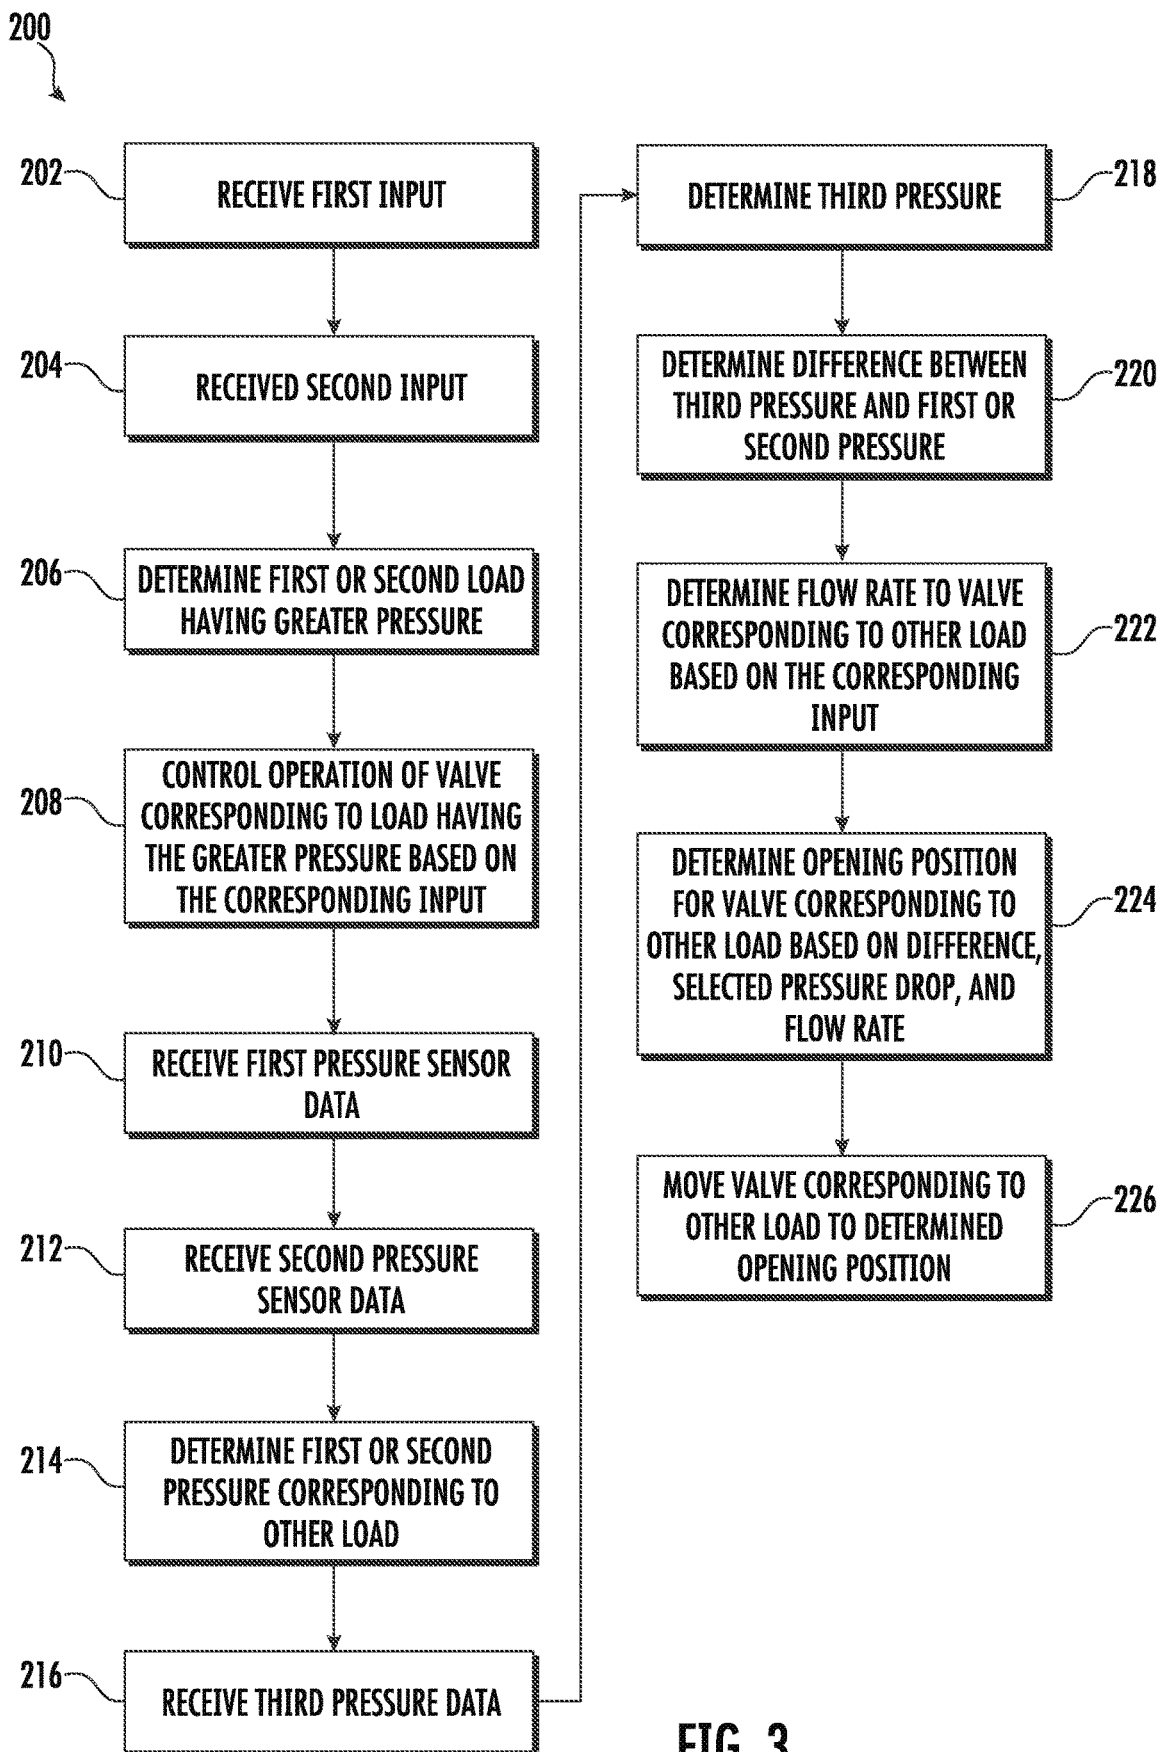 200
202
RECEIVE FIRST INPUT
204
RECEIVED SECOND INPUT
206
DETERMINE FIRST OR SECOND LOAD
HAVING GREATER PRESSURE
208
CONTROL OPERATION OF VALVE
CORRESPONDING TO LOAD HAVING
THE GREATER PRESSURE BASED ON
THE CORRESPONDING INPUT
210
RECEIVE FIRST PRESSURE SENSOR
DATA
212
RECEIVE SECOND PRESSURE
SENSOR DATA
214
DETERMINE FIRST OR SECOND
PRESSURE CORRESPONDING TO
OTHER LOAD
216
RECEIVE THIRD PRESSURE DATA
218
DETERMINE THIRD PRESSURE
220
DETERMINE DIFFERENCE BETWEEN
THIRD PRESSURE AND FIRST OR
SECOND PRESSURE
222
DETERMINE FLOW RATE TO VALVE
CORRESPONDING TO OTHER LOAD
BASED ON THE CORRESPONDING
INPUT
224
DETERMINE OPENING POSITION
FOR VALVE CORRESPONDING TO
OTHER LOAD BASED ON DIFFERENCE,
SELECTED PRESSURE DROP, AND
FLOW RATE
226
MOVE VALVE CORRESPONDING TO
OTHER LOAD TO DETERMINED
OPENING POSITION
FIG. 3